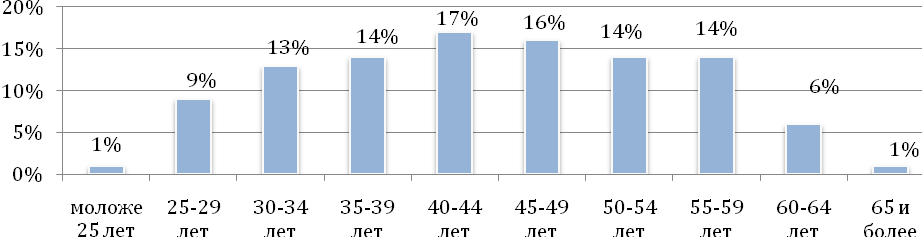 20%
15%
10%
5%
0%
1%
9%
13%
14%
17%
16%
14%
14%
6%
1%
моложе 25 лет
25-29 лет
30-34 лет
35-39 лет
40-44 лет
45-49 лет
50-54 лет
55-59 лет
60-64 лет
65 и более